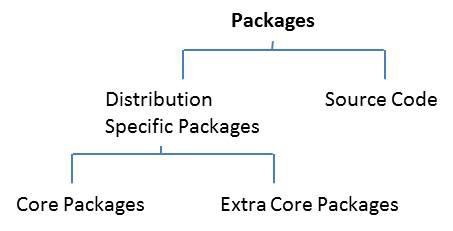 Packages
Distribution
Specific Packages
Source Code
Core Packages
Extra Core Packages